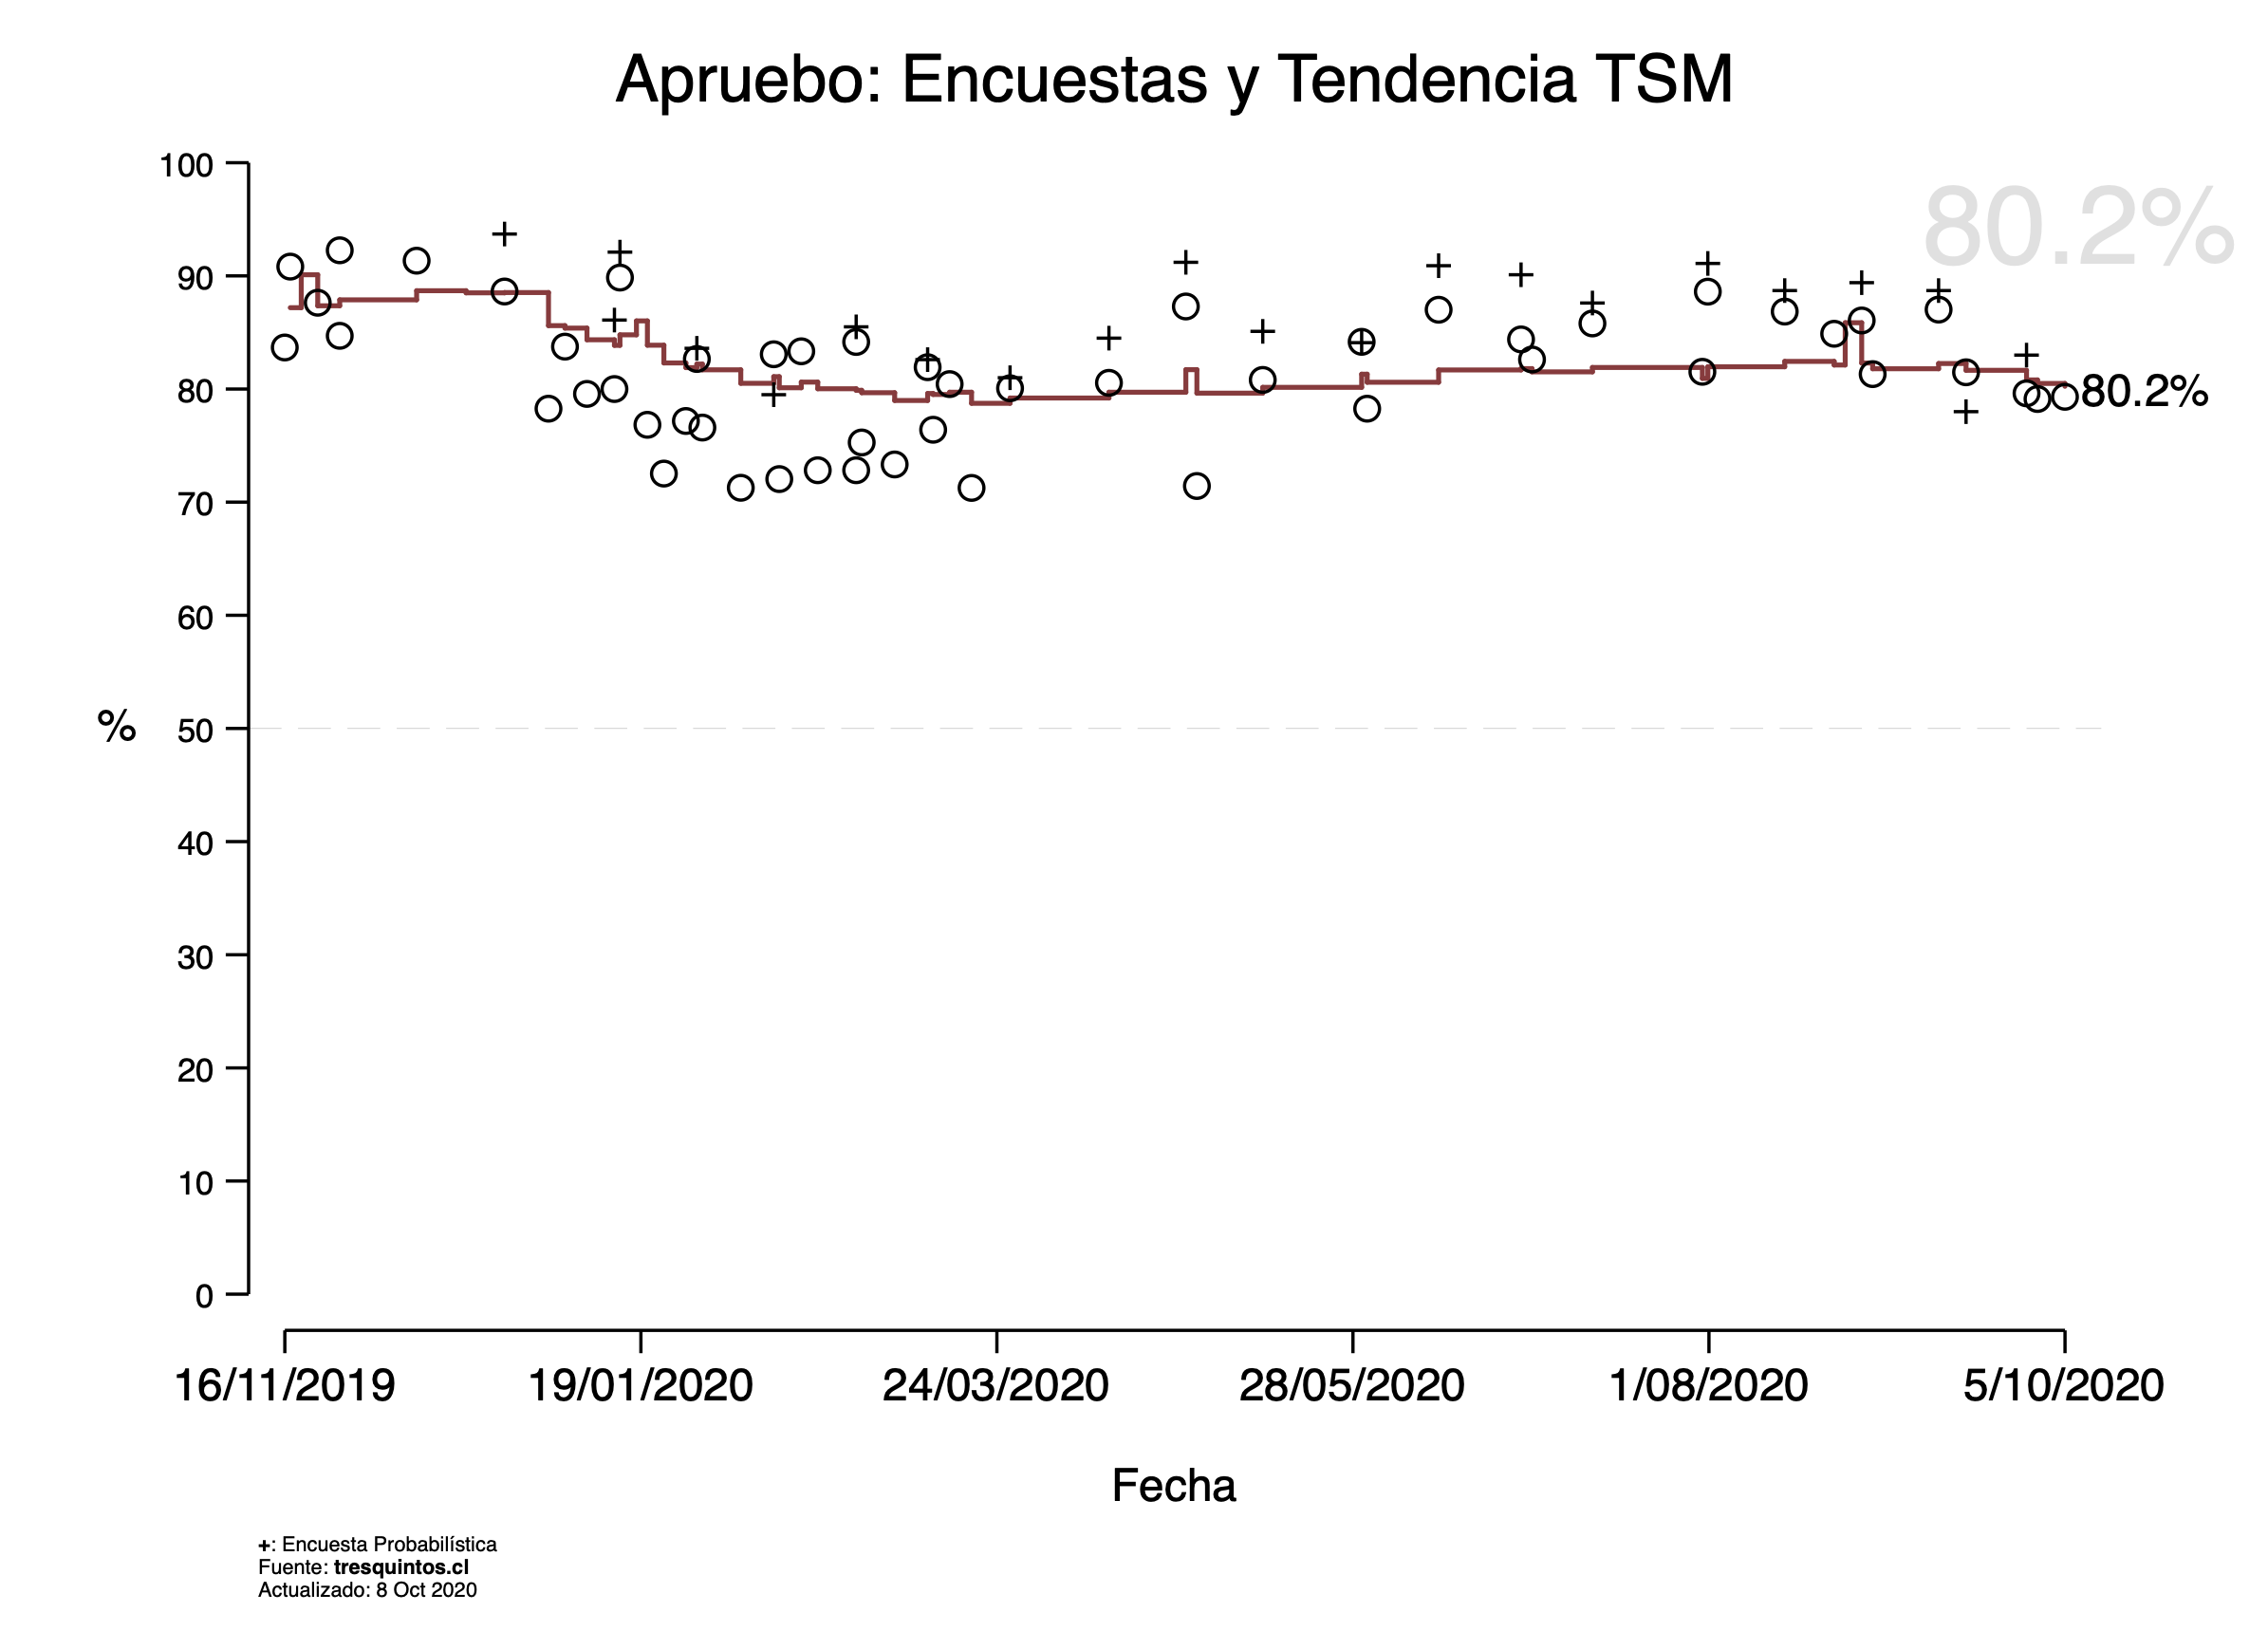 Apruebo: Encuestas y Tendencia TSM
80.2%
100
90
80
70
60
50
40
30
20
10
0
%
80.2%
16/11/2019 19/01/2020 24/03/2020 28/05/2020 1/08/2020 5/10/2020
Fecha
+: Encuesta Probabilística
Fuente: tresquintos.cl
Actualizado: 8 Oct 2020